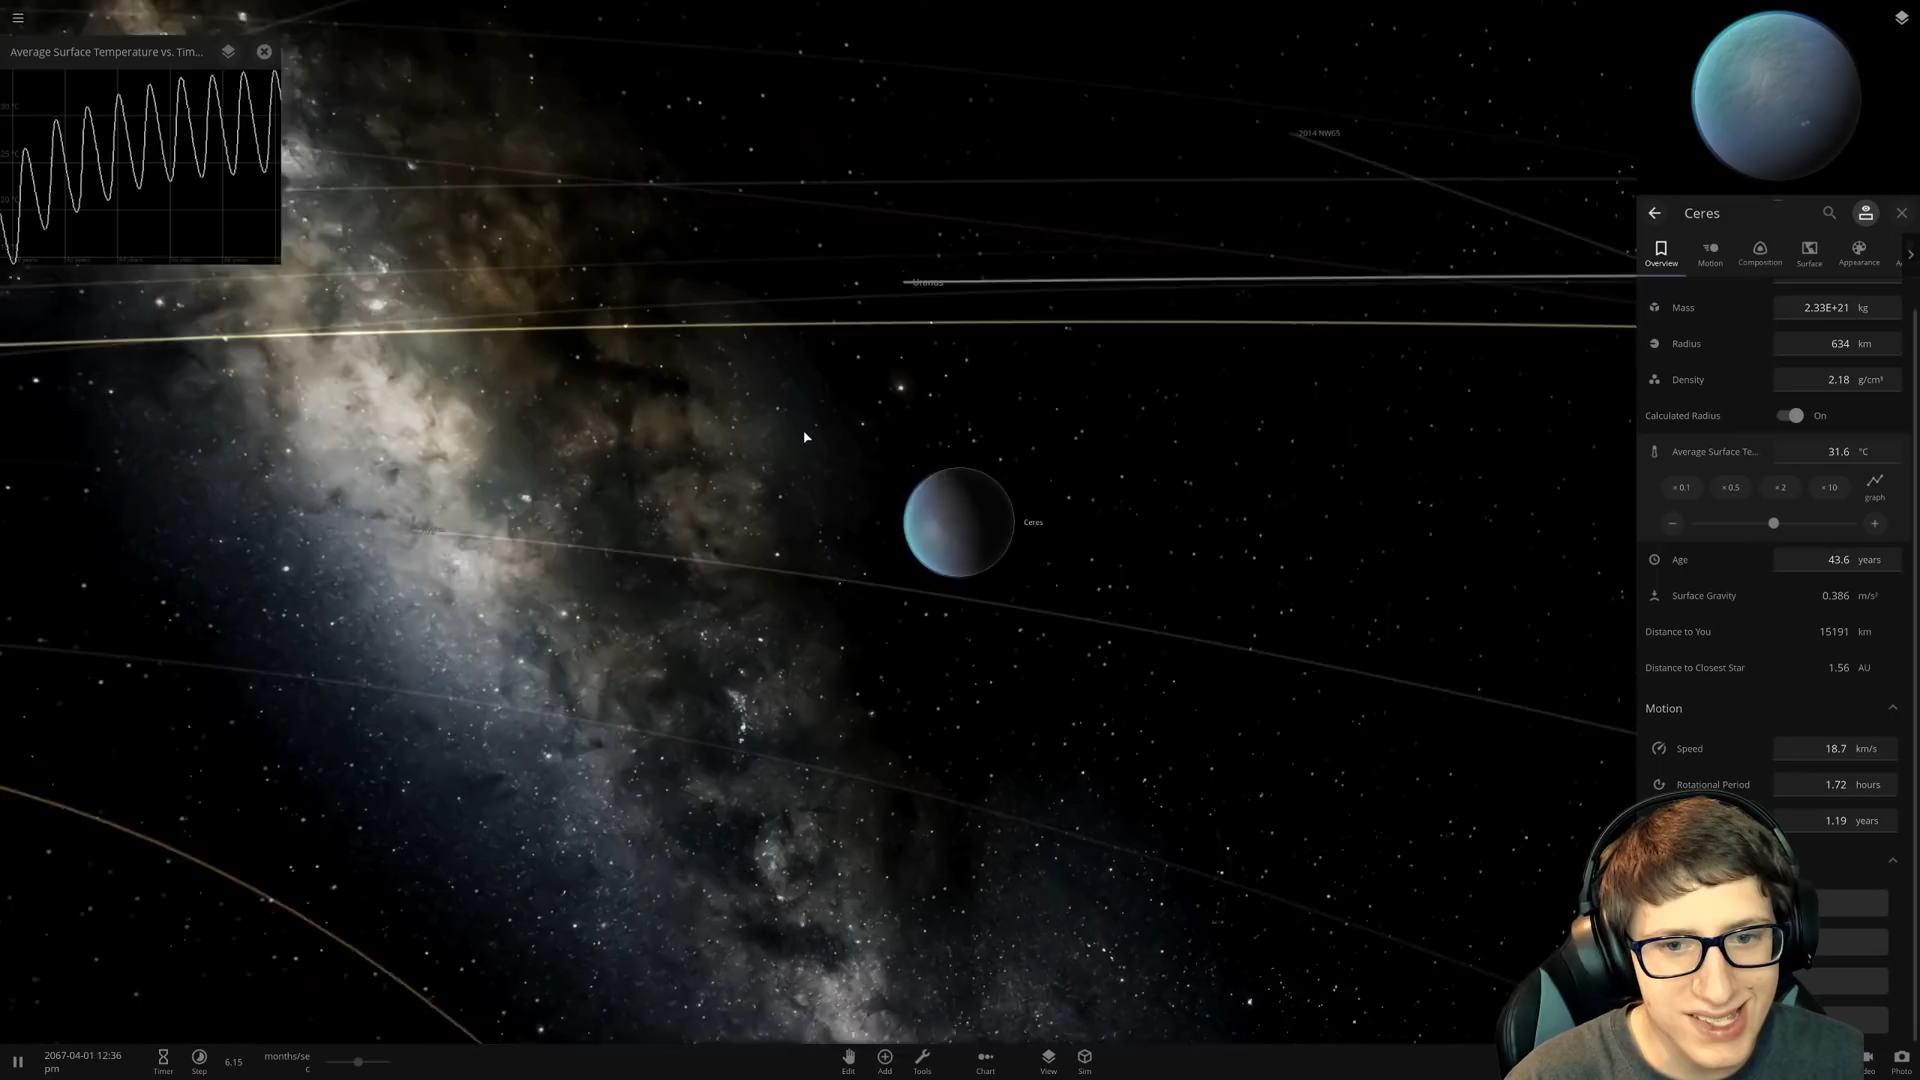 Average Surface Temperature vs. Tim...
30 °C
25 °C
2014 NW65
Uranus
Ceres
Ceres
Overview
Motion
Composition
Surface
Appearance
Mass
2.33E+21 kg
Radius
634 km
Density
2.18 g/cm³
Calculated Radius
On
Average Surface Te...
31.6 °C
× 0.1
× 0.5
× 2
× 10
graph
Age
43.6 years
Surface Gravity
0.386 m/s²
Distance to You
15191 km
Distance to Closest Star
1.56 AU
Motion
Speed
18.7 km/s
Rotational Period
1.72 hours
1.19 years
2067-04-01 12:36
pm
Timer
Step
6.15
months/se
c
Edit
Add
Tools
Chart
View
Sim
Photo